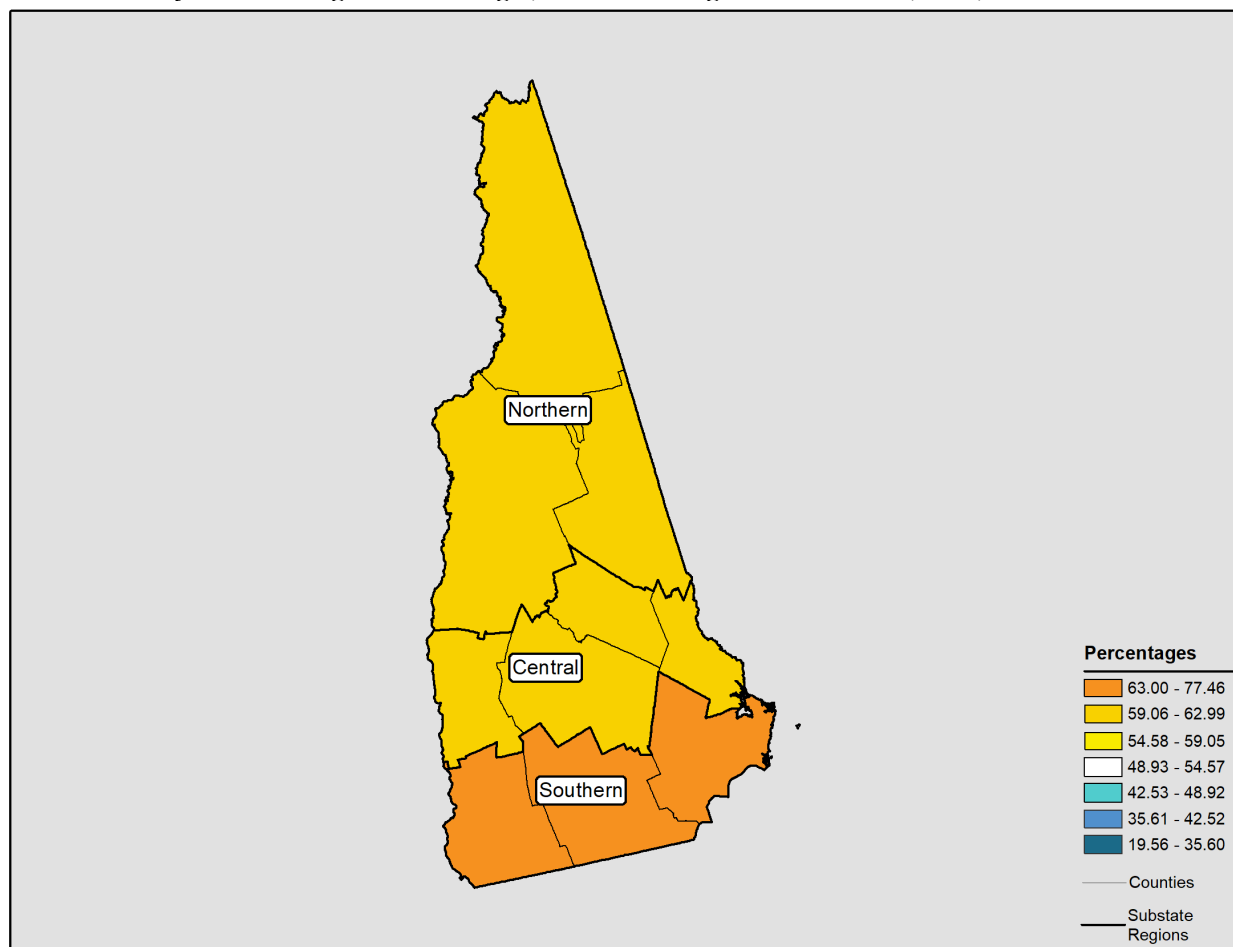 Northern
Central
Southern
Percentages
63.00 - 77.46
59.06 - 62.99
54.58 - 59.05
48.93 - 54.57
42.53 - 48.92
35.61 - 42.52
19.56 - 35.60
Counties
Substate
Regions